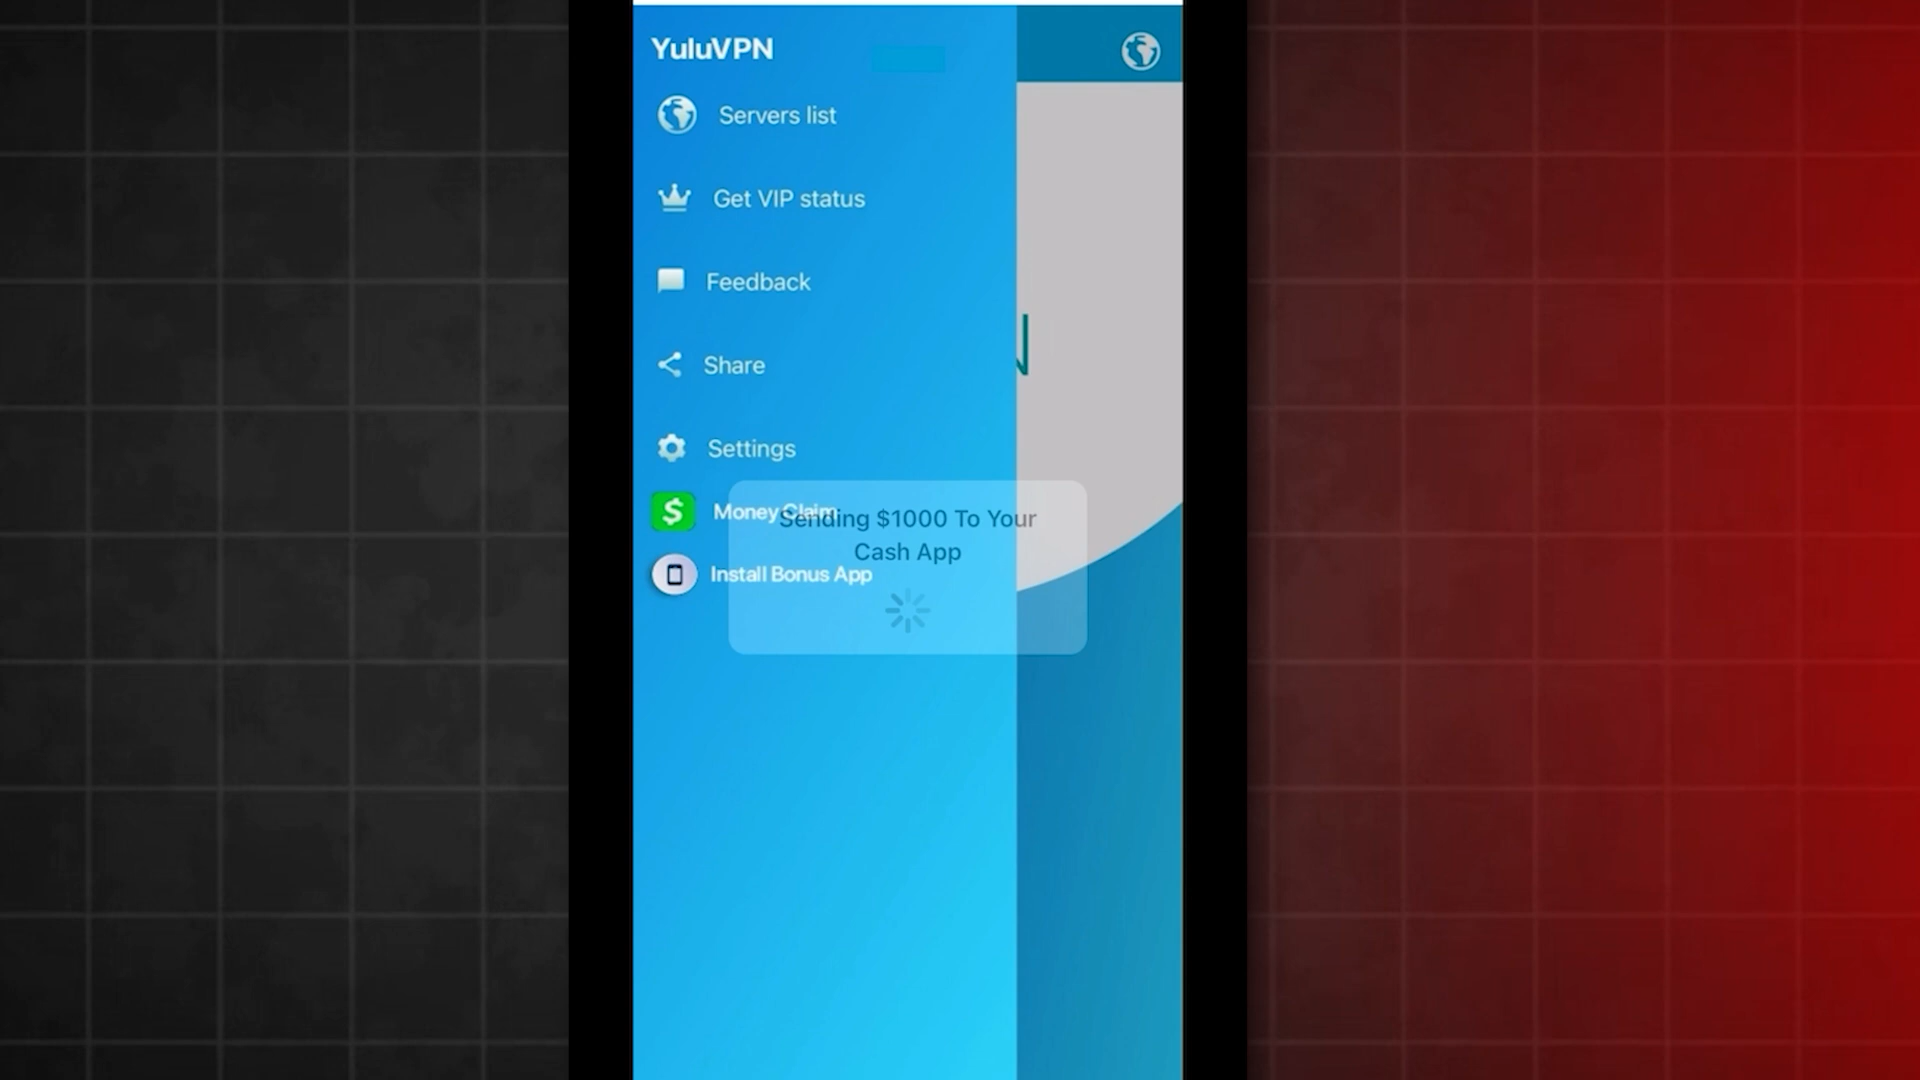 YuluVPN
Servers list
Get VIP status
Feedback
Share
Settings
Money Claim
Sending $1000 To Your
Cash App
Install Bonus App
N